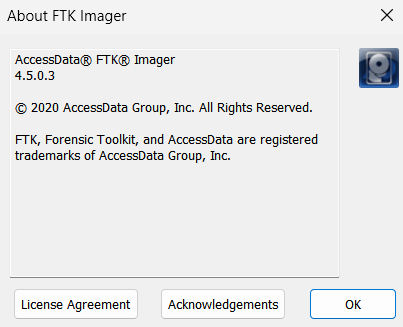 About FTK Imager
AccessData® FTK® Imager
4.5.0.3
© 2020 AccessData Group, Inc. All Rights Reserved.
FTK, Forensic Toolkit, and AccessData are registered
trademarks of AccessData Group, Inc.
License Agreement
Acknowledgements
OK